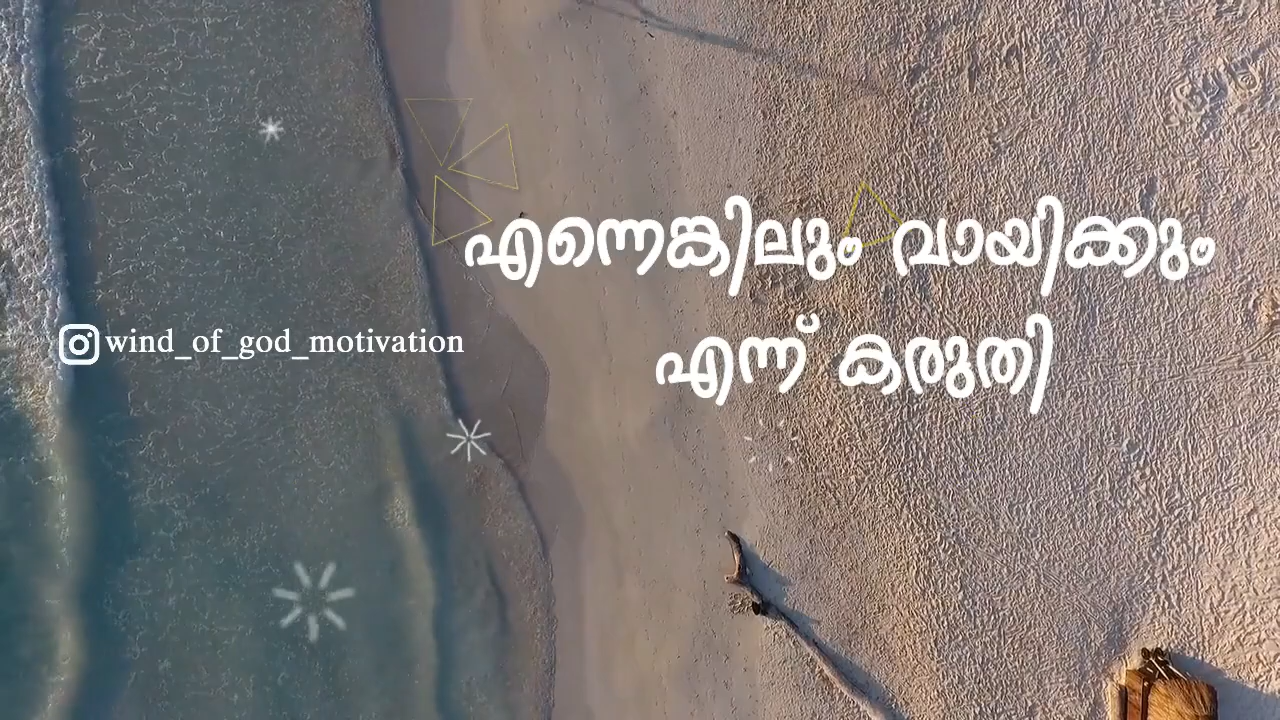 എന്നെങ്കിലും വായിക്കും
എന്ന് കരുതി
wind_of_god_motivation